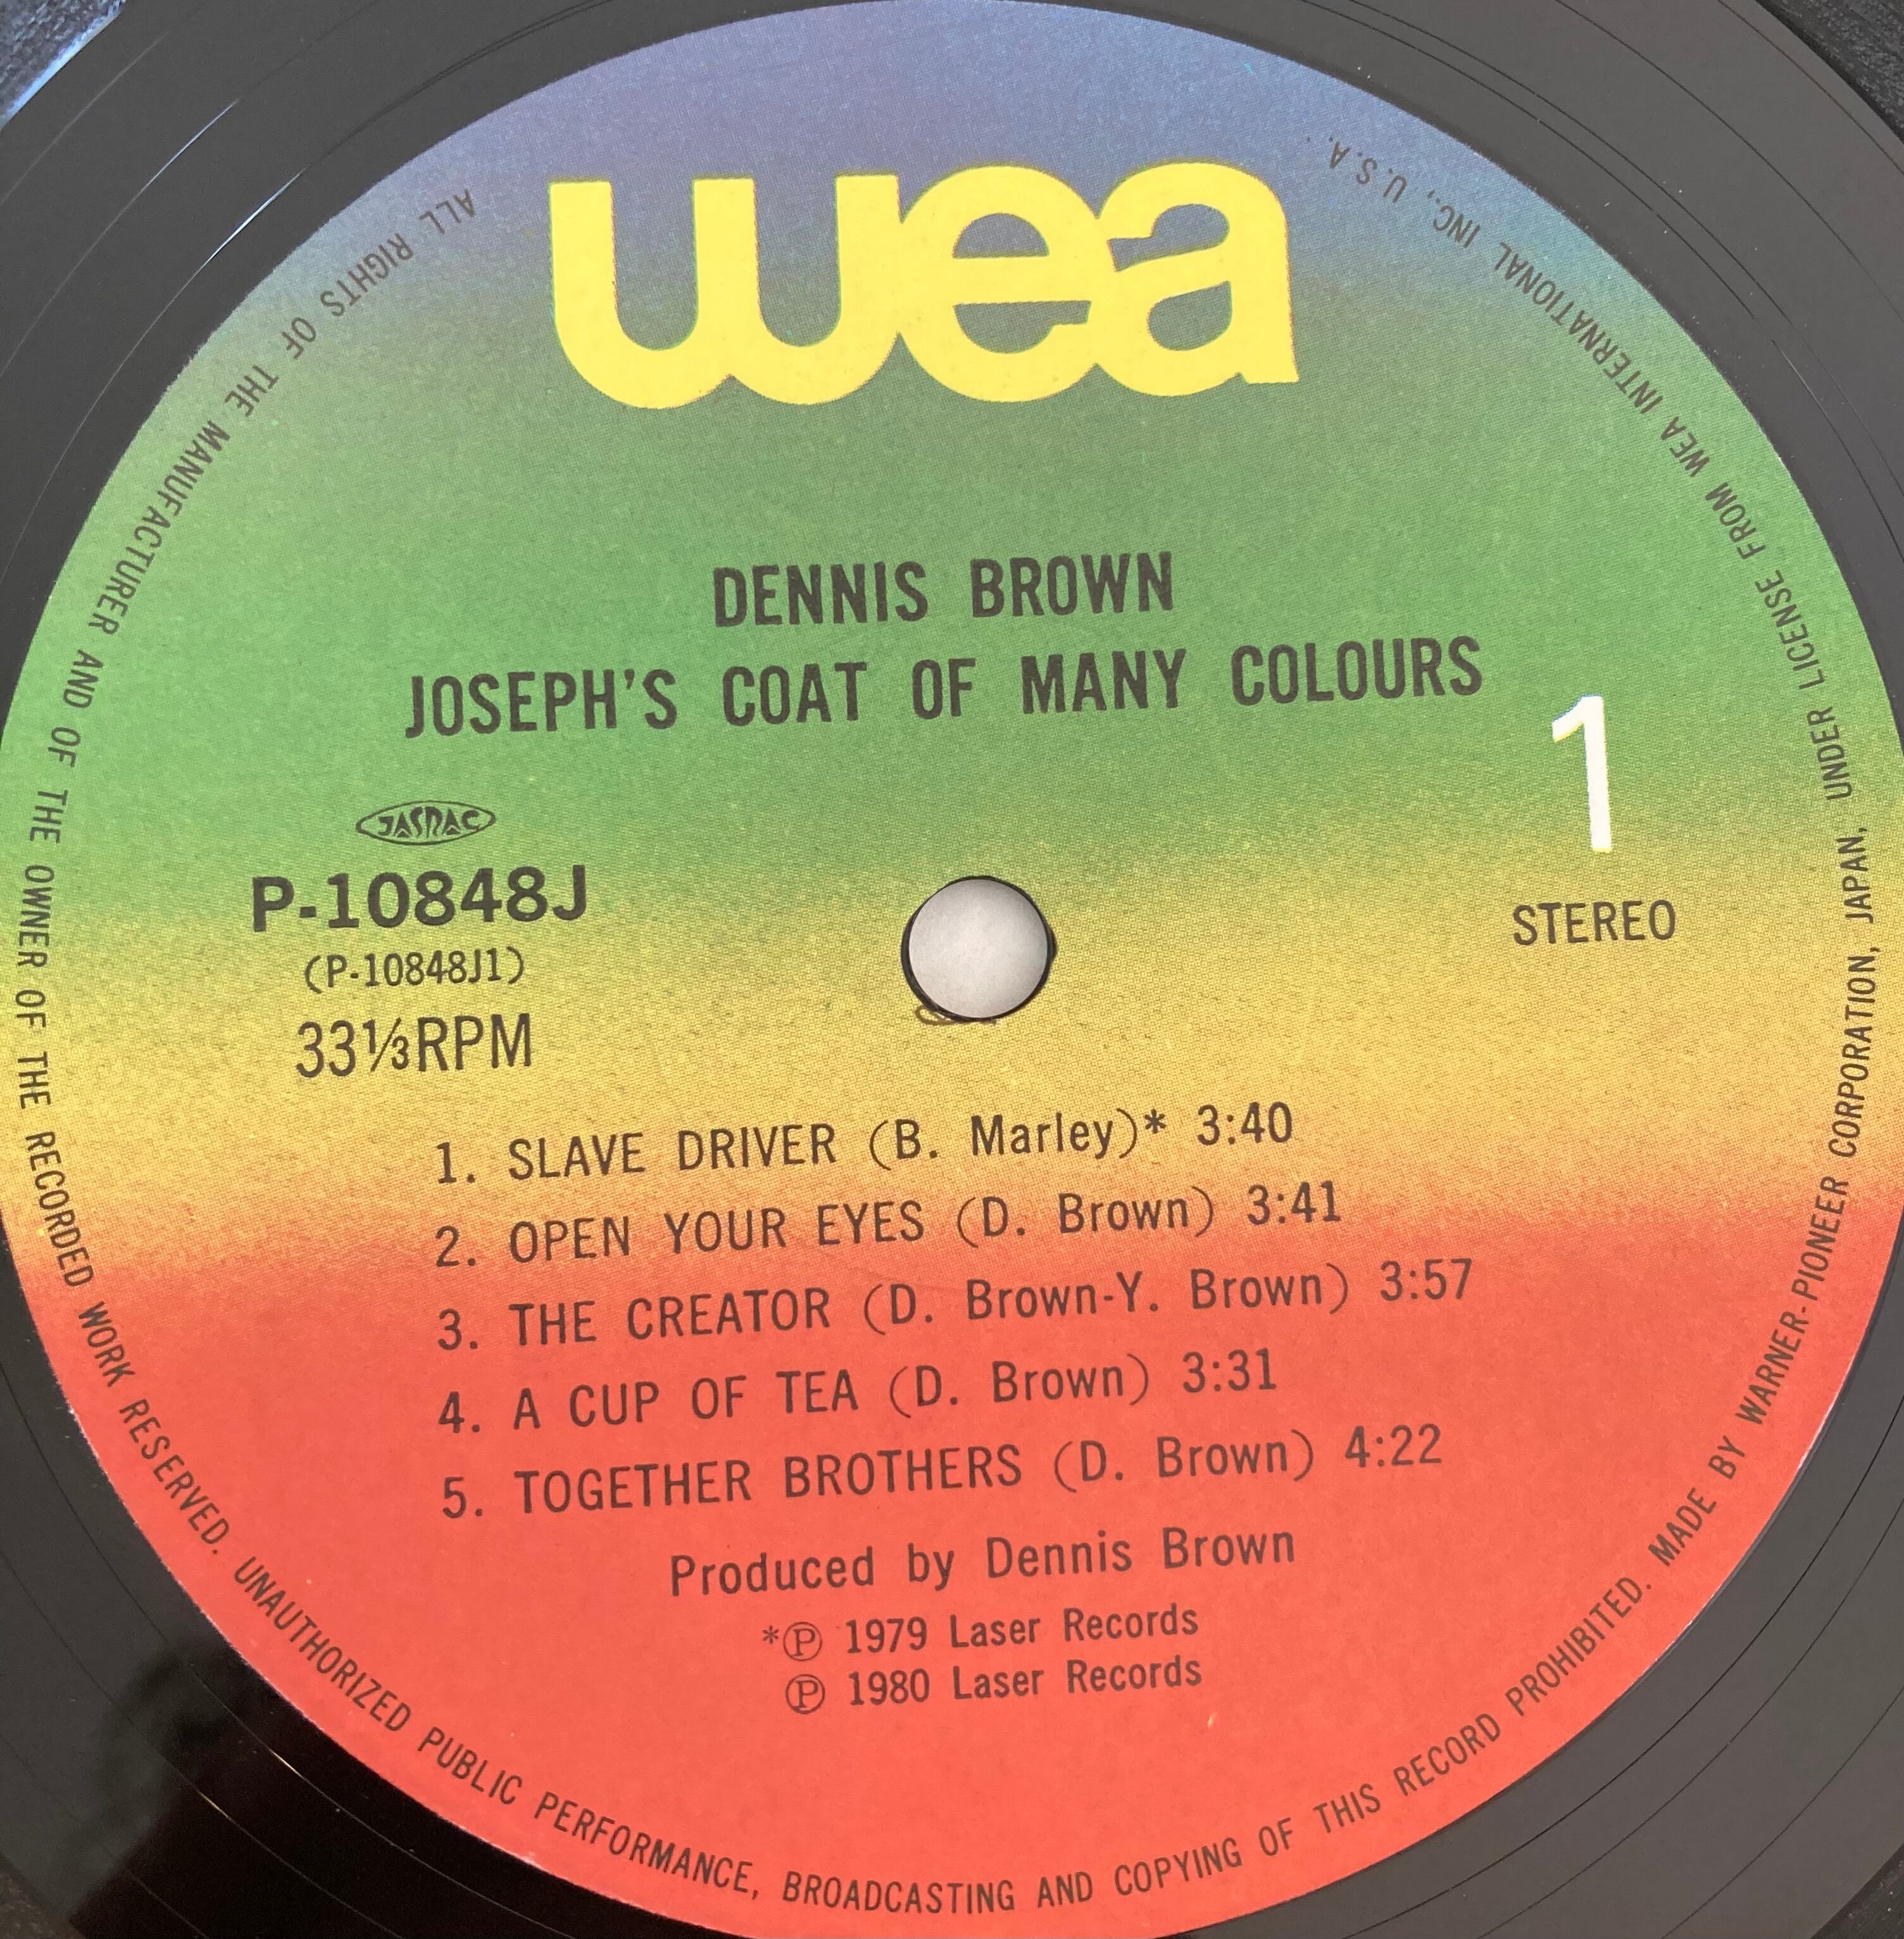 wea
DENNIS BROWN
JOSEPH'S COAT OF MANY COLOURS
1
JASRAC
P-10848J
(P-10848J1)
33⅓RPM
STEREO
1. SLAVE DRIVER (B. Marley)* 3:40
2. OPEN YOUR EYES (D. Brown) 3:41
3. THE CREATOR (D. Brown-Y. Brown) 3:57
4. A CUP OF TEA (D. Brown) 3:31
5. TOGETHER BROTHERS (D. Brown) 4:22
Produced by Dennis Brown
*Ⓟ 1979 Laser Records
Ⓟ 1980 Laser Records
ALL RIGHTS OF THE MANUFACTURER AND OF THE OWNER OF THE RECORDED WORK RESERVED. UNAUTHORIZED PUBLIC PERFORMANCE, BROADCASTING AND COPYING OF THIS RECORD PROHIBITED. MADE BY WARNER-PIONEER CORPORATION, JAPAN, UNDER LICENSE FROM WEA INTERNATIONAL INC., U.S.A.